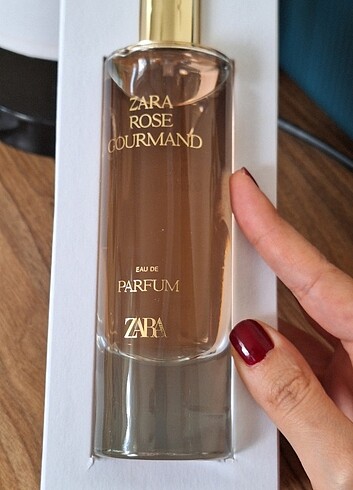 ZARA
ROSE
GOURMAND
EAU DE
PARFUM
ZARA